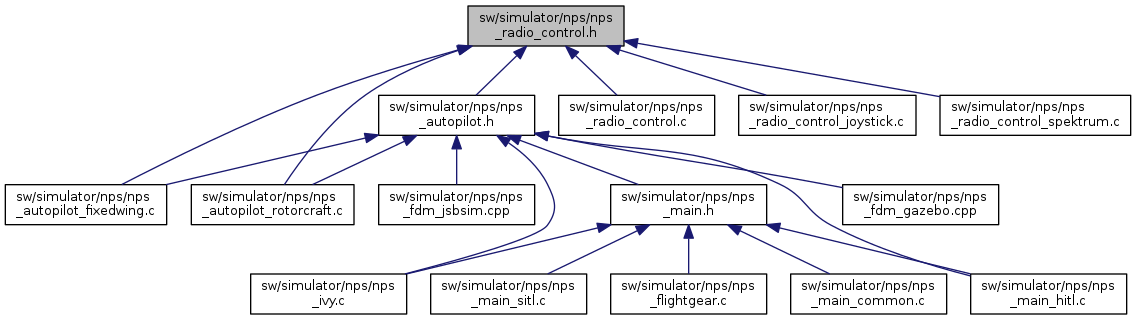 sw/simulator/nps/nps
_radio_control.h
sw/simulator/nps/nps
_autopilot.h
sw/simulator/nps/nps
_radio_control.c
sw/simulator/nps/nps
_radio_control_joystick.c
sw/simulator/nps/nps
_radio_control_spektrum.c
sw/simulator/nps/nps
_autopilot_fixedwing.c
sw/simulator/nps/nps
_autopilot_rotorcraft.c
sw/simulator/nps/nps
_fdm_jsbsim.cpp
sw/simulator/nps/nps
_main.h
sw/simulator/nps/nps
_fdm_gazebo.cpp
sw/simulator/nps/nps
_ivy.c
sw/simulator/nps/nps
_main_sitl.c
sw/simulator/nps/nps
_flightgear.c
sw/simulator/nps/nps
_main_common.c
sw/simulator/nps/nps
_main_hitl.c